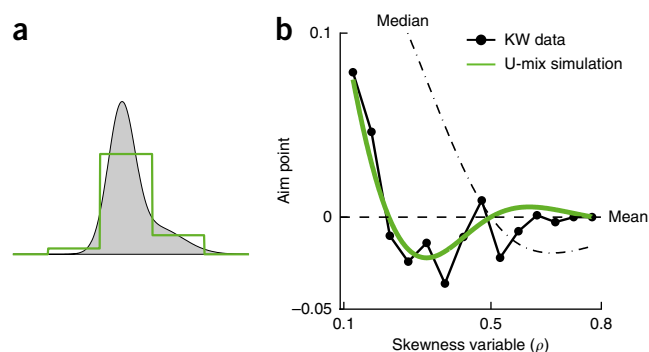 a
b
Median
0.1
KW data
U-mix simulation
Aim point
0
Mean
−0.05
0.1
0.5
0.8
Skewness variable (ρ)